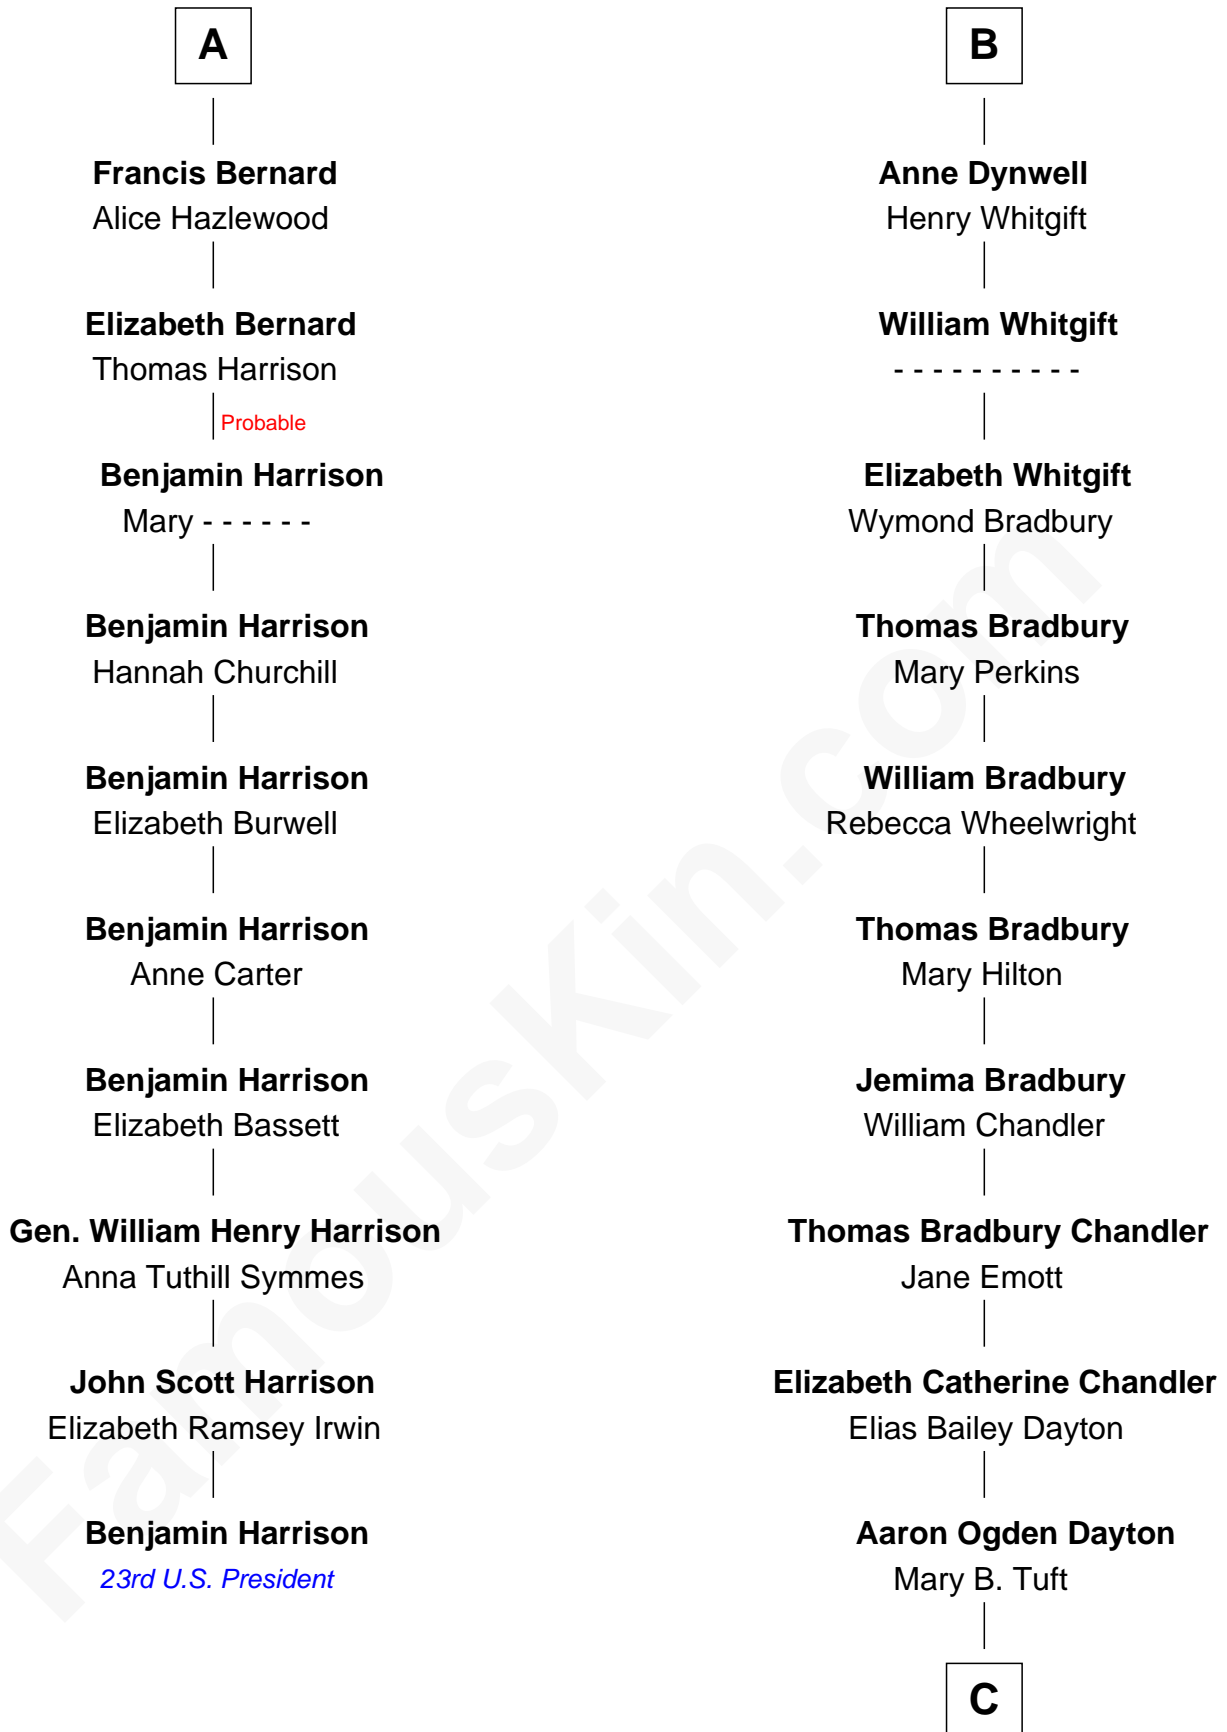 A
Francis Bernard
Alice Hazlewood
Elizabeth Bernard
Thomas Harrison
Probable
Benjamin Harrison
Mary - - - - - -
Benjamin Harrison
Hannah Churchill
Benjamin Harrison
Elizabeth Burwell
Benjamin Harrison
Anne Carter
Benjamin Harrison
Elizabeth Bassett
Gen. William Henry Harrison
Anna Tuthill Symmes
John Scott Harrison
Elizabeth Ramsey Irwin
Benjamin Harrison
23rd U.S. President
B
Anne Dynwell
Henry Whitgift
William Whitgift
- - - - - - - - - -
Elizabeth Whitgift
Wymond Bradbury
Thomas Bradbury
Mary Perkins
William Bradbury
Rebecca Wheelwright
Thomas Bradbury
Mary Hilton
Jemima Bradbury
William Chandler
Thomas Bradbury Chandler
Jane Emott
Elizabeth Catherine Chandler
Elias Bailey Dayton
Aaron Ogden Dayton
Mary B. Tuft
C
FamousKin.com